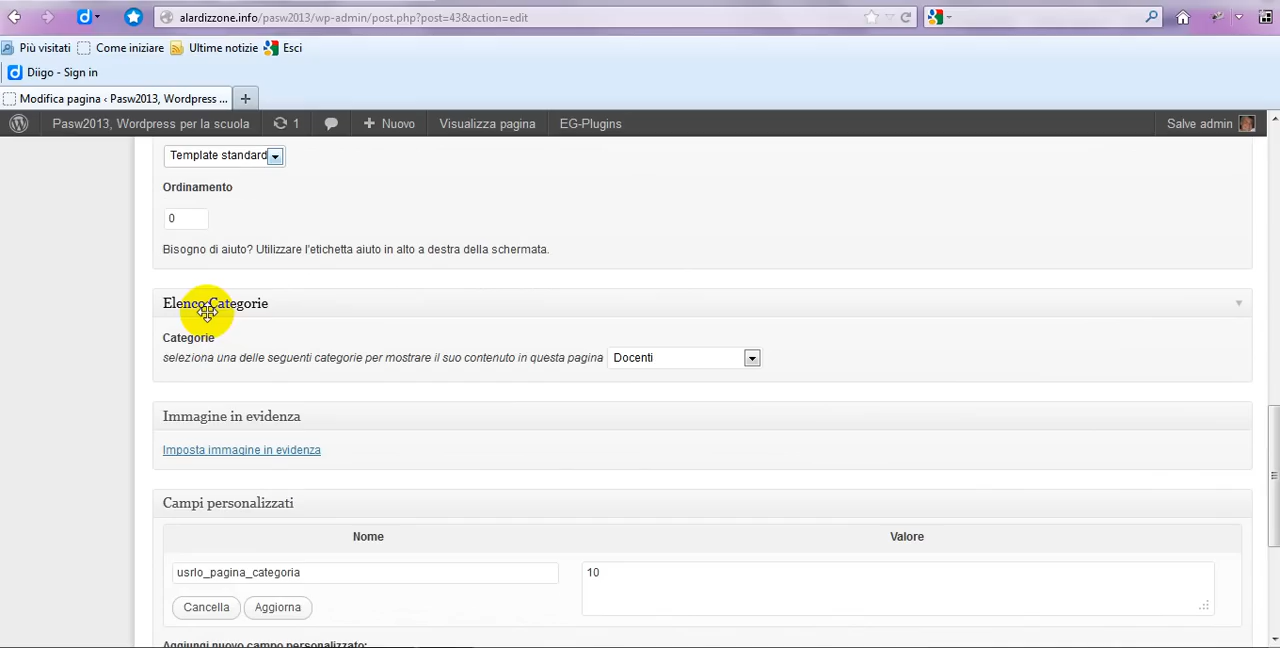 alardizzone.info/pasw2013/wp-admin/post.php?post=43&action=edit
Più visitati Come iniziare Ultime notizie Esci
Diigo - Sign in
Modifica pagina ‹ Pasw2013, Wordpress ...
Pasw2013, Wordpress per la scuola 1 Nuovo Visualizza pagina EG-Plugins Salve admin
Template standard
Ordinamento
0
Bisogno di aiuto? Utilizzare l'etichetta aiuto in alto a destra della schermata.
Elenco Categorie
Categorie
seleziona una delle seguenti categorie per mostrare il suo contenuto in questa pagina Docenti
Immagine in evidenza
Imposta immagine in evidenza
Campi personalizzati
Nome Valore
usrlo_pagina_categoria 10
Cancella Aggiorna
Aggiungi nuovo campo personalizzato: